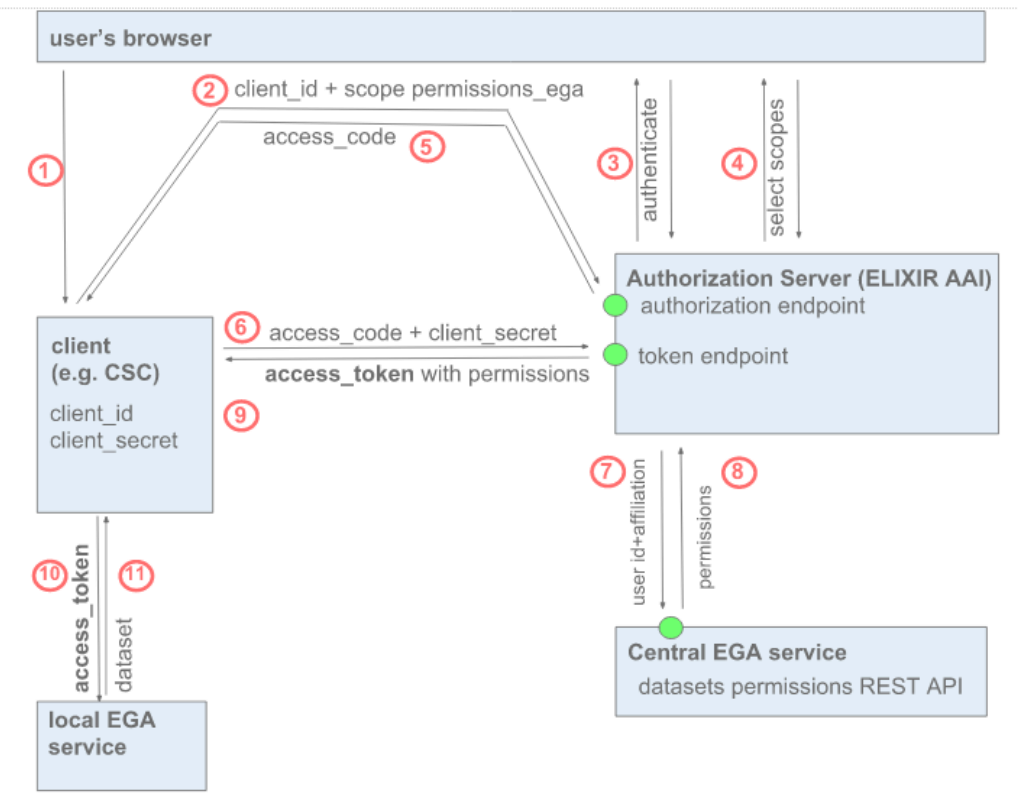 user's browser
2 client_id + scope permissions_ega
access_code 5
1
3 authenticate
4 select scopes
Authorization Server (ELIXIR AAI)
authorization endpoint
token endpoint
6 access_code + client_secret
access_token with permissions
9
client
(e.g. CSC)
client_id
client_secret
7 user id+affiliation
8 permissions
10 access_token
11 dataset
Central EGA service
datasets permissions REST API
local EGA
service